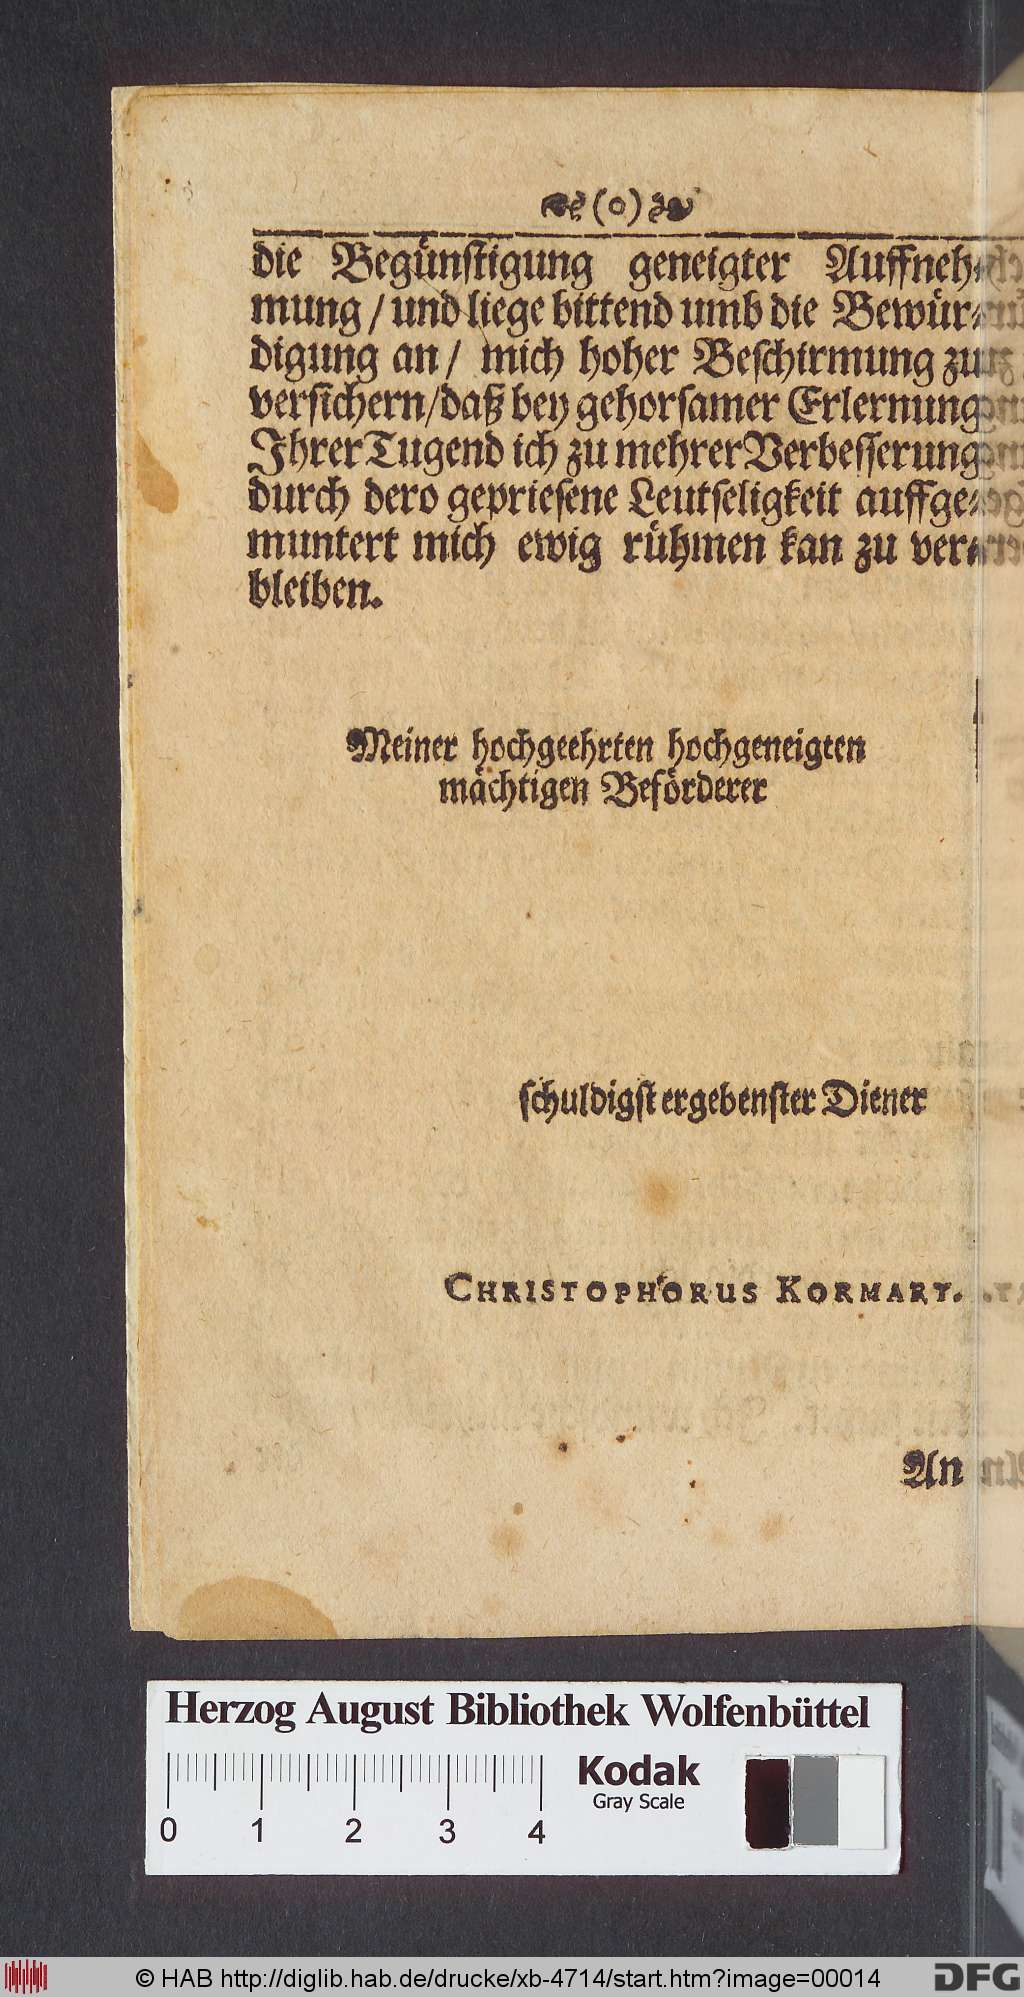 (o)
die Begünstigung geneigter Auffneh⸗
mung / und liege bittend umb die Bewür⸗
digung an / mich hoher Beschirmung zu
versichern / daß bey gehorsamer Erlernung
Ihrer Tugend ich zu mehrer Verbesserung
durch dero gepriesene Leutseligkeit auffge⸗
muntert mich ewig rühmen kan zu ver⸗
bleiben.
Meiner hochgeehrten hochgeneigten
mächtigen Beförderer
schuldigst ergebenster Diener
CHRISTOPHORUS KORMART.
An
Herzog August Bibliothek Wolfenbüttel
Kodak
Gray Scale
0 1 2 3 4
© HAB http://diglib.hab.de/drucke/xb-4714/start.htm?image=00014
DFG